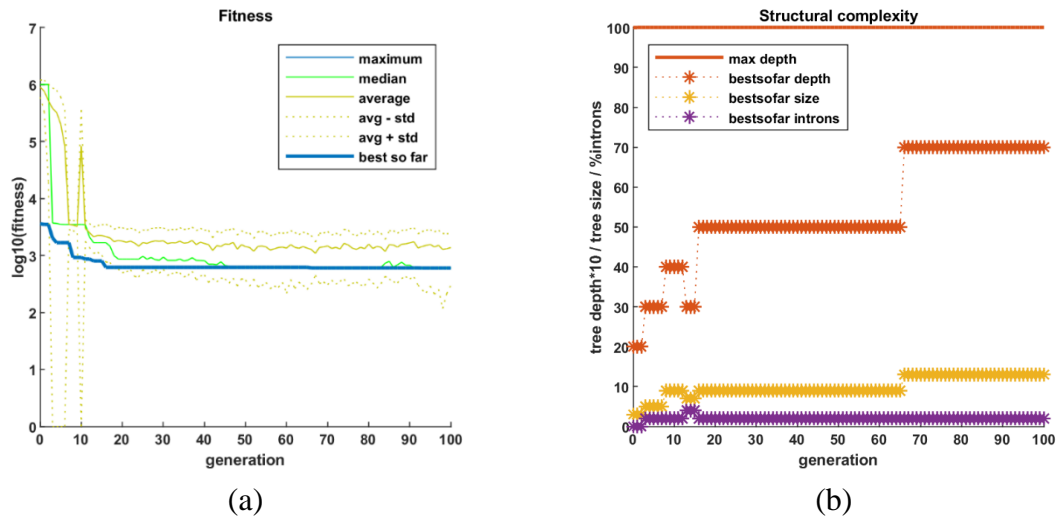 Fitness
7
6
5
4
3
2
1
0
0 10 20 30 40 50 60 70 80 90 100
log10(fitness)
generation
maximum
median
average
avg - std
avg + std
best so far
(a)
Structural complexity
100
90
80
70
60
50
40
30
20
10
0
0 10 20 30 40 50 60 70 80 90 100
tree depth*10 / tree size / %introns
generation
max depth
bestsofar depth
bestsofar size
bestsofar introns
(b)